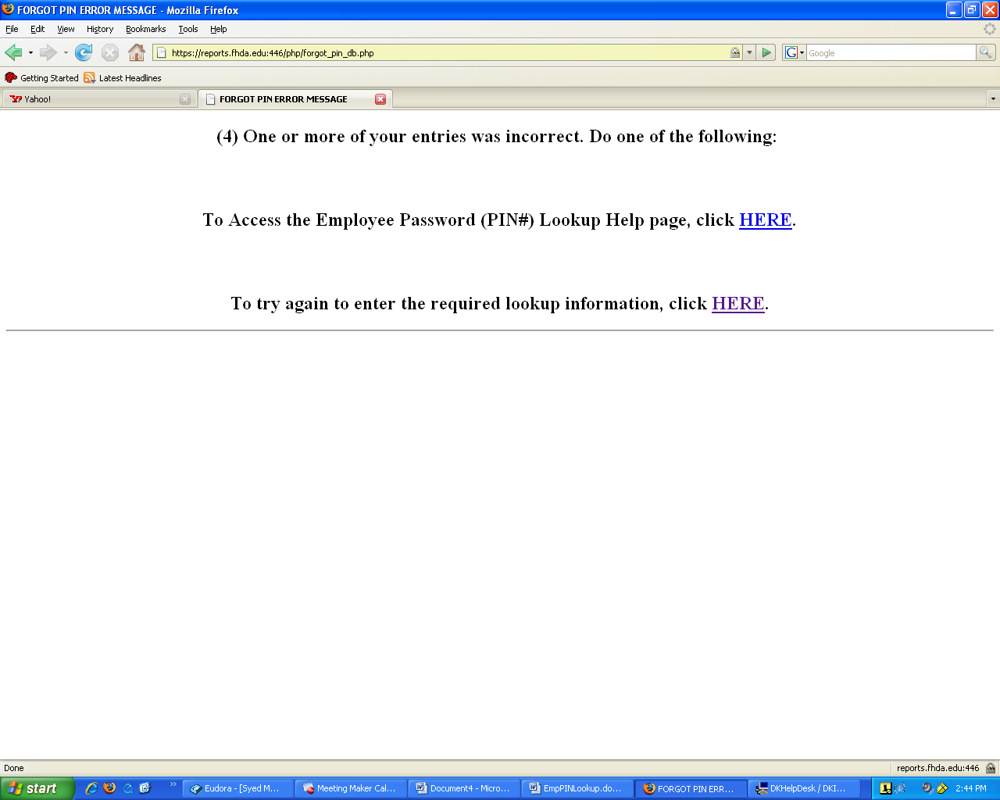 FORGOT PIN ERROR MESSAGE - Mozilla Firefox
File Edit View History Bookmarks Tools Help
https://reports.fhda.edu:446/php/forgot_pin_db.php
G Google
Getting Started Latest Headlines
Yahoo! FORGOT PIN ERROR MESSAGE
(4) One or more of your entries was incorrect. Do one of the following:
To Access the Employee Password (PIN#) Lookup Help page, click HERE.
To try again to enter the required lookup information, click HERE.
Done reports.fhda.edu:446
start Eudora - [Syed M... Meeting Maker Cal... Document4 - Micro... EmpPINLookup.do... FORGOT PIN ERR... DKHelpDesk / DKI... 2:44 PM